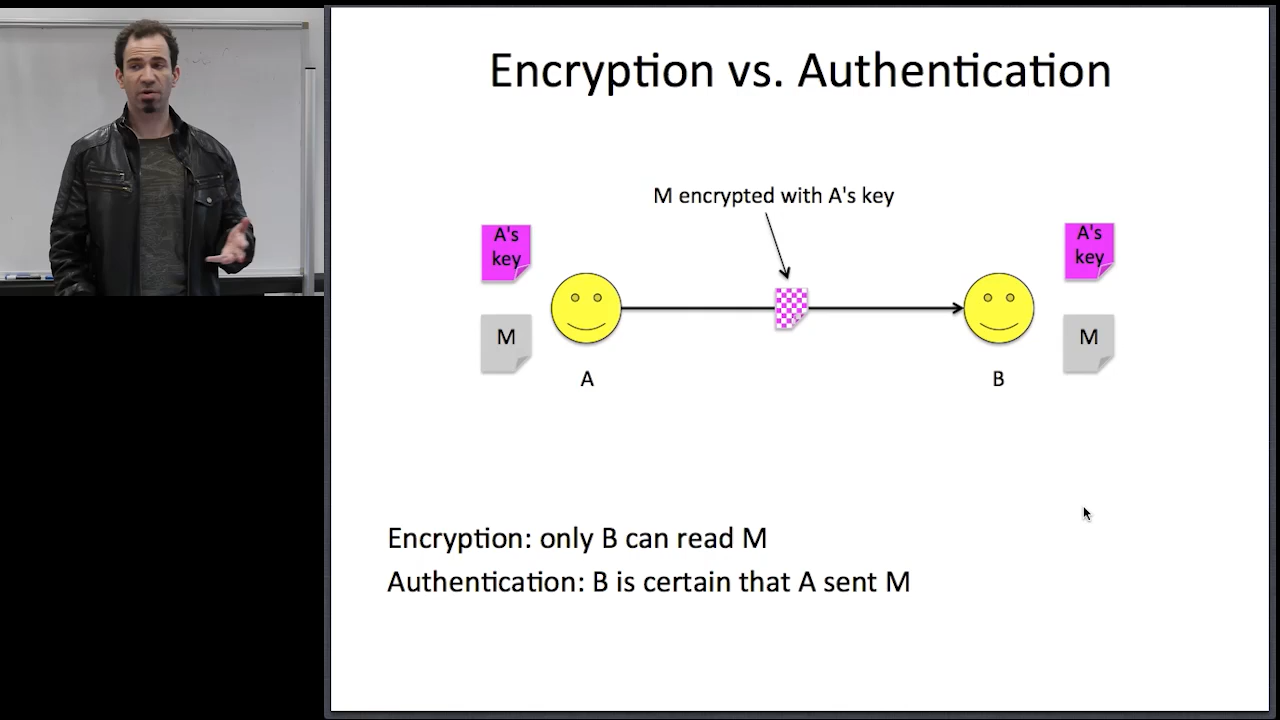 Encryption vs. Authentication
M encrypted with A's key
A's
key
A's
key
M
M
A
B
Encryption: only B can read M
Authentication: B is certain that A sent M